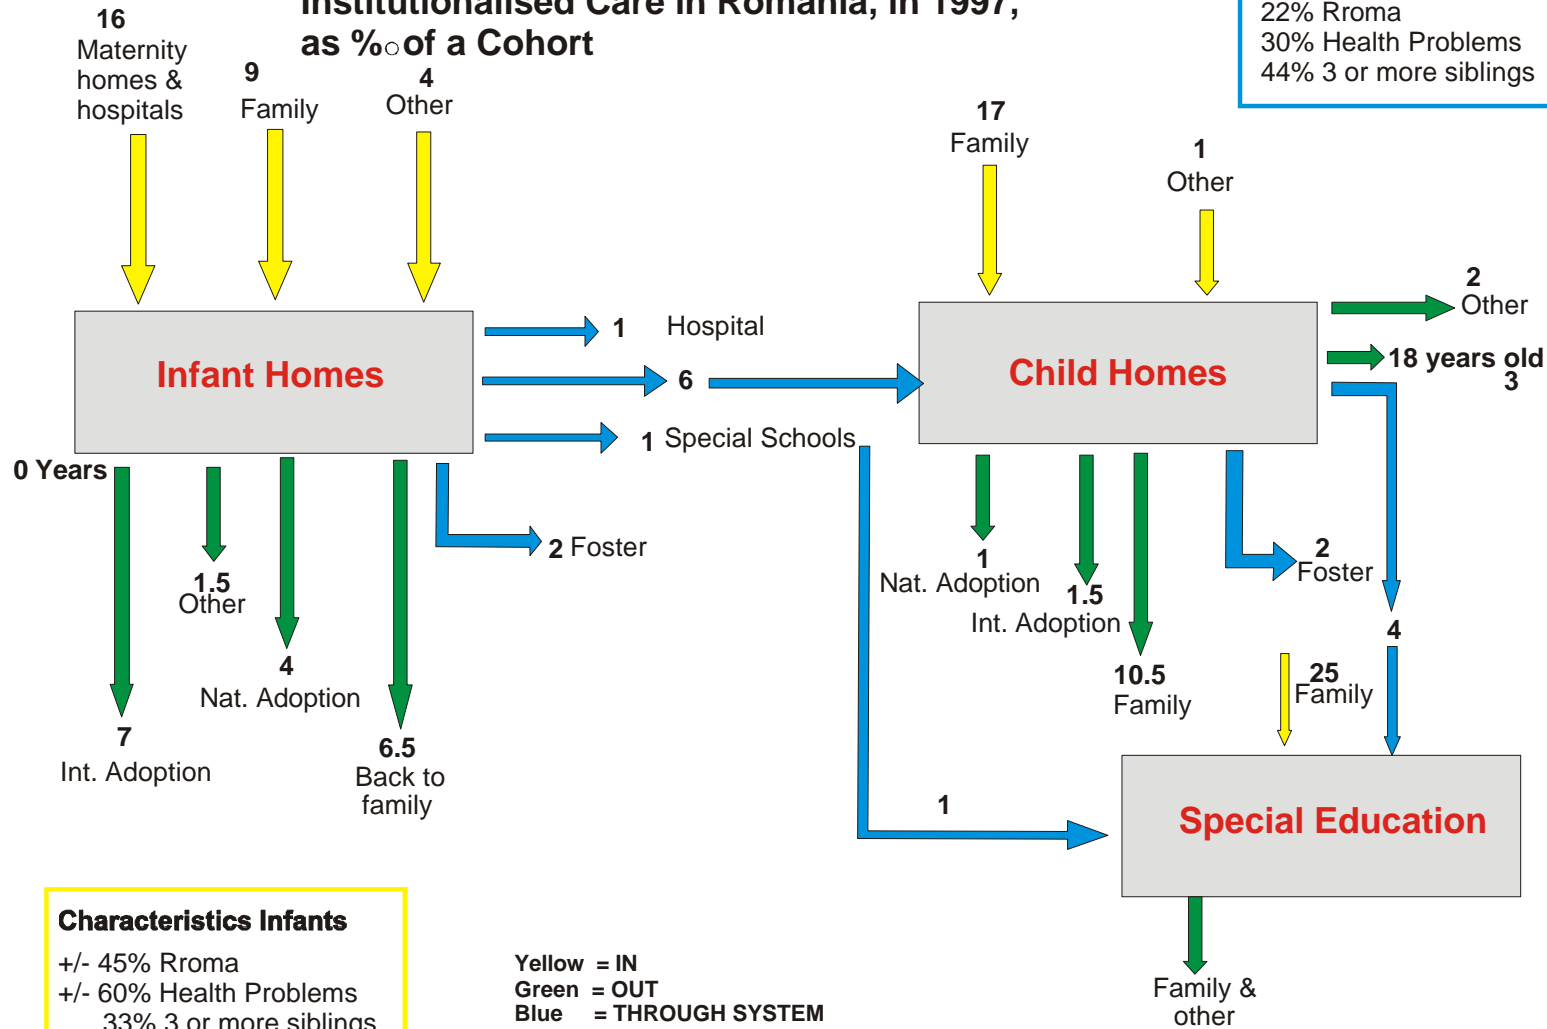 Institutionalised Care in Romania, in 1997,
as %○ of a Cohort
22% Rroma
30% Health Problems
44% 3 or more siblings
16
Maternity
homes &
hospitals
9
Family
4
Other
17
Family
1
Other
Infant Homes
1 Hospital
6
1 Special Schools
Child Homes
2
Other
18 years old
3
0 Years
1.5
Other
4
Nat. Adoption
7
Int. Adoption
6.5
Back to
family
2 Foster
1
Nat. Adoption
1.5
Int. Adoption
10.5
Family
2
Foster
4
25
Family
1
Special Education
Family &
other
Characteristics Infants
+/- 45% Rroma
+/- 60% Health Problems
33% 3 or more siblings
Yellow = IN
Green = OUT
Blue = THROUGH SYSTEM